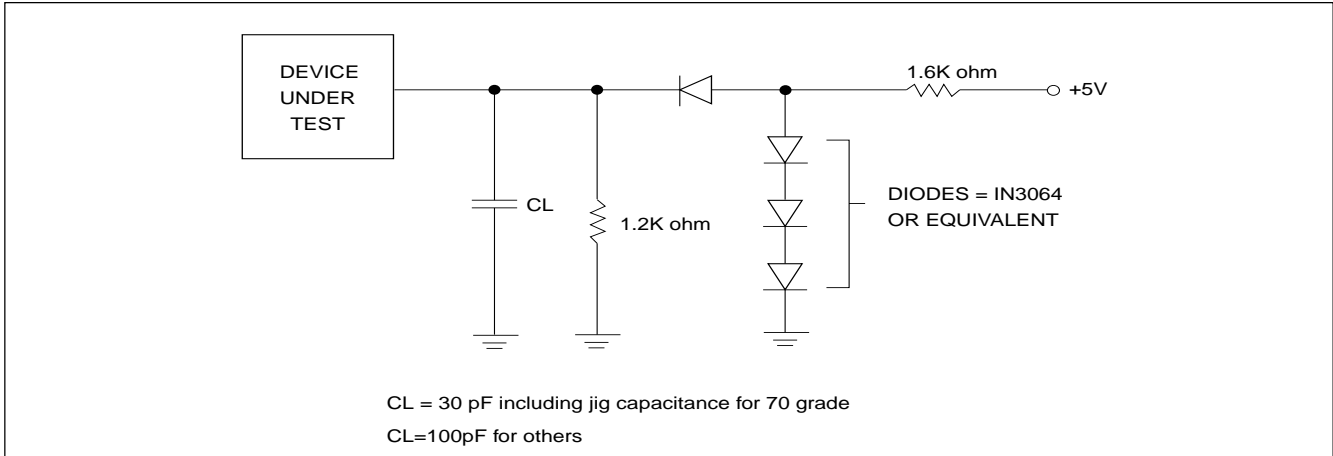 DEVICE
UNDER
TEST
1.6K ohm
+5V
CL
1.2K ohm
DIODES = IN3064
OR EQUIVALENT
CL = 30 pF including jig capacitance for 70 grade
CL=100pF for others